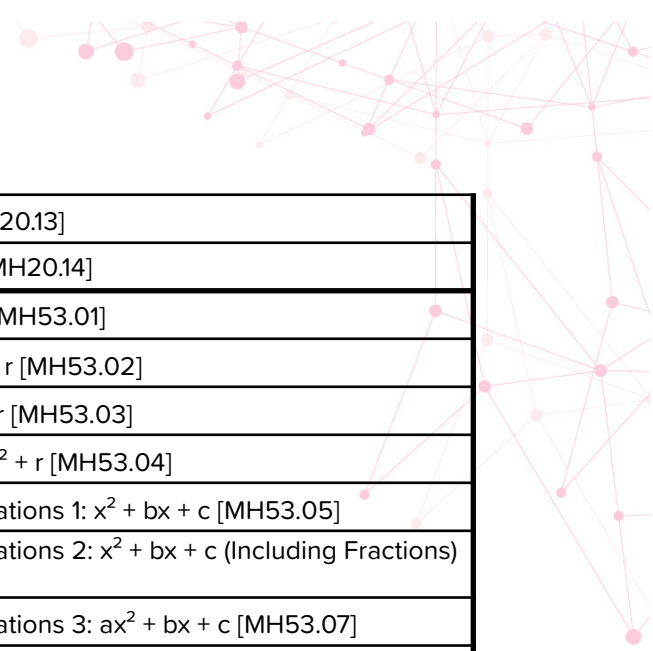 20.13]
MH20.14]
[MH53.01]
r [MH53.02]
r [MH53.03]
² + r [MH53.04]
ations 1: x² + bx + c [MH53.05]
ations 2: x² + bx + c (Including Fractions)
ations 3: ax² + bx + c [MH53.07]